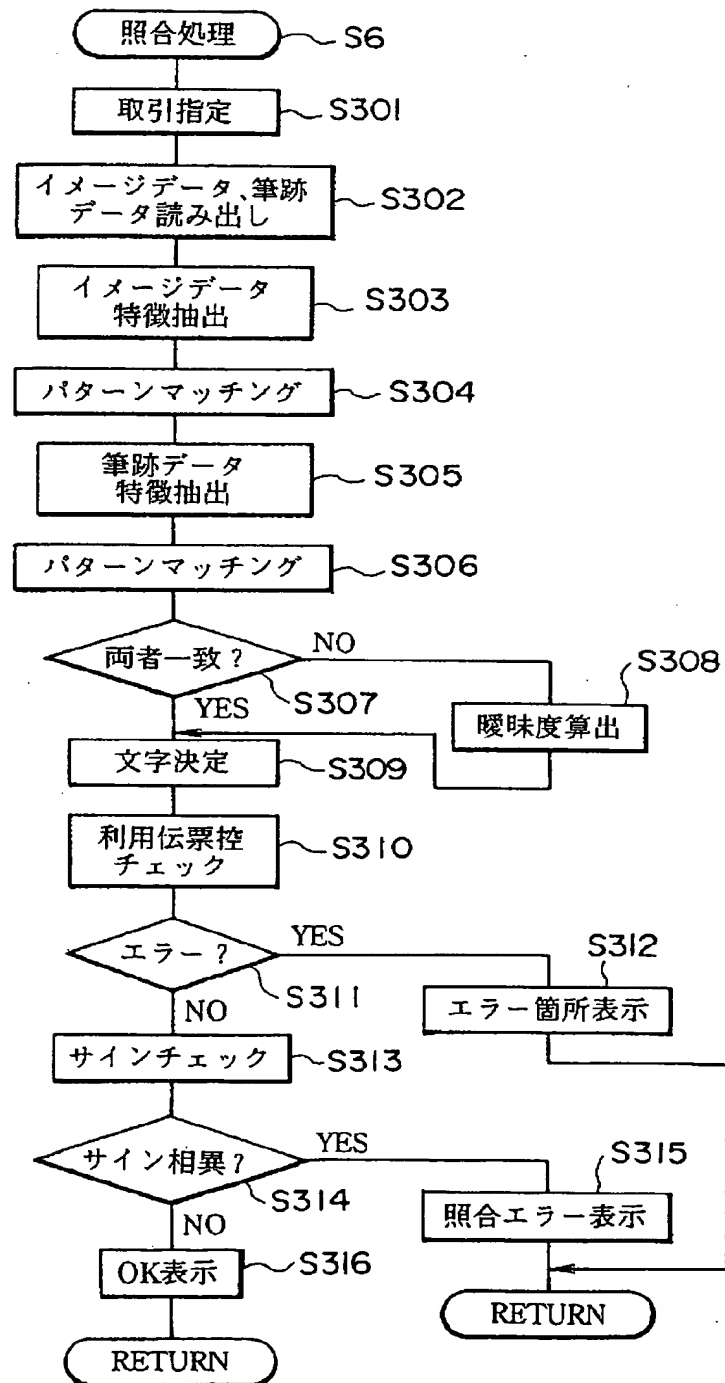 照合処理
S6
取引指定
S301
イメージデータ、筆跡
データ読み出し
S302
イメージデータ
特徴抽出
S303
パターンマッチング
S304
筆跡データ
特徴抽出
S305
パターンマッチング
S306
両者一致?
NO
S307
YES
S308
曖昧度算出
文字決定
S309
利用伝票控
チェック
S310
エラー?
YES
S311
NO
S312
エラー箇所表示
サインチェック
S313
サイン相異?
YES
S314
NO
S315
照合エラー表示
OK表示
S316
RETURN
RETURN